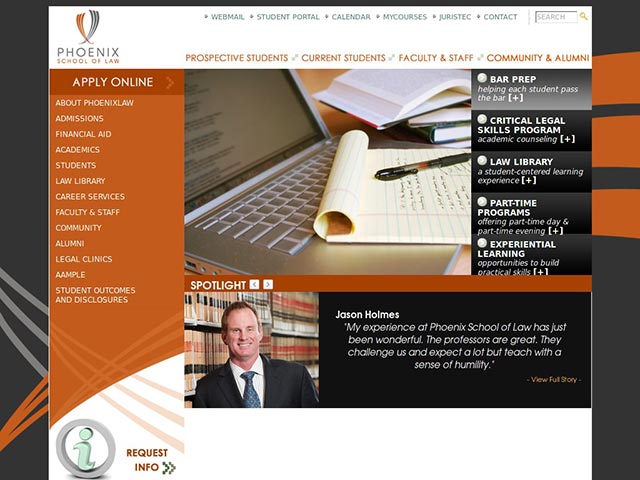 WEBMAIL
STUDENT PORTAL
CALENDAR
MYCOURSES
JURISTEC
CONTACT
SEARCH
PHOENIX
SCHOOL OF LAW
PROSPECTIVE STUDENTS
CURRENT STUDENTS
FACULTY & STAFF
COMMUNITY & ALUMNI
APPLY ONLINE
ABOUT PHOENIXLAW
ADMISSIONS
FINANCIAL AID
ACADEMICS
STUDENTS
LAW LIBRARY
CAREER SERVICES
FACULTY & STAFF
COMMUNITY
ALUMNI
LEGAL CLINICS
AAMPLE
STUDENT OUTCOMES
AND DISCLOSURES
BAR PREP
helping each student pass
the bar [+]
CRITICAL LEGAL
SKILLS PROGRAM
academic counseling [+]
LAW LIBRARY
a student-centered learning
experience [+]
PART-TIME
PROGRAMS
offering part-time day &
part-time evening [+]
EXPERIENTIAL
LEARNING
opportunities to build
practical skills [+]
SPOTLIGHT
Jason Holmes
"My experience at Phoenix School of Law has just
been wonderful. The professors are great. They
challenge us and expect a lot but teach with a
sense of humility."
- View Full Story -
i
REQUEST
INFO